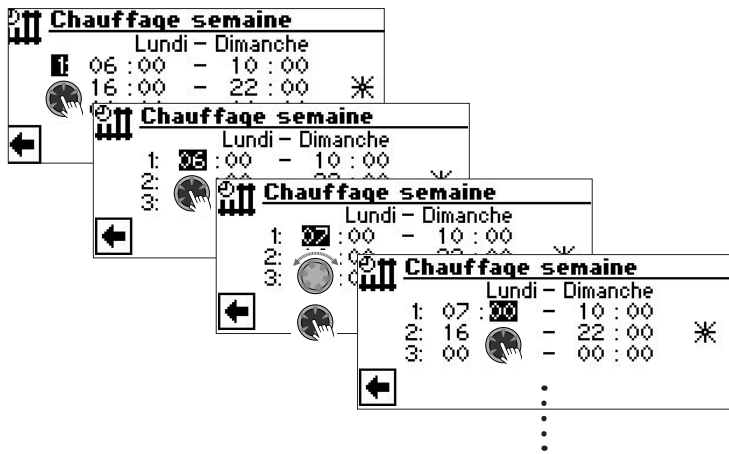 Chauffage semaine
Lundi – Dimanche
1: 06 : 00 – 10 : 00
16 : 00 – 22 : 00
Chauffage semaine
Lundi – Dimanche
1: 06 : 00 – 10 : 00
2:
3:
Chauffage semaine
Lundi – Dimanche
1: 07 : 00 – 10 : 00
2:
3:
Chauffage semaine
Lundi – Dimanche
1: 07 : 00 – 10 : 00
2: 16 – 22 : 00
3: 00 – 00 : 00